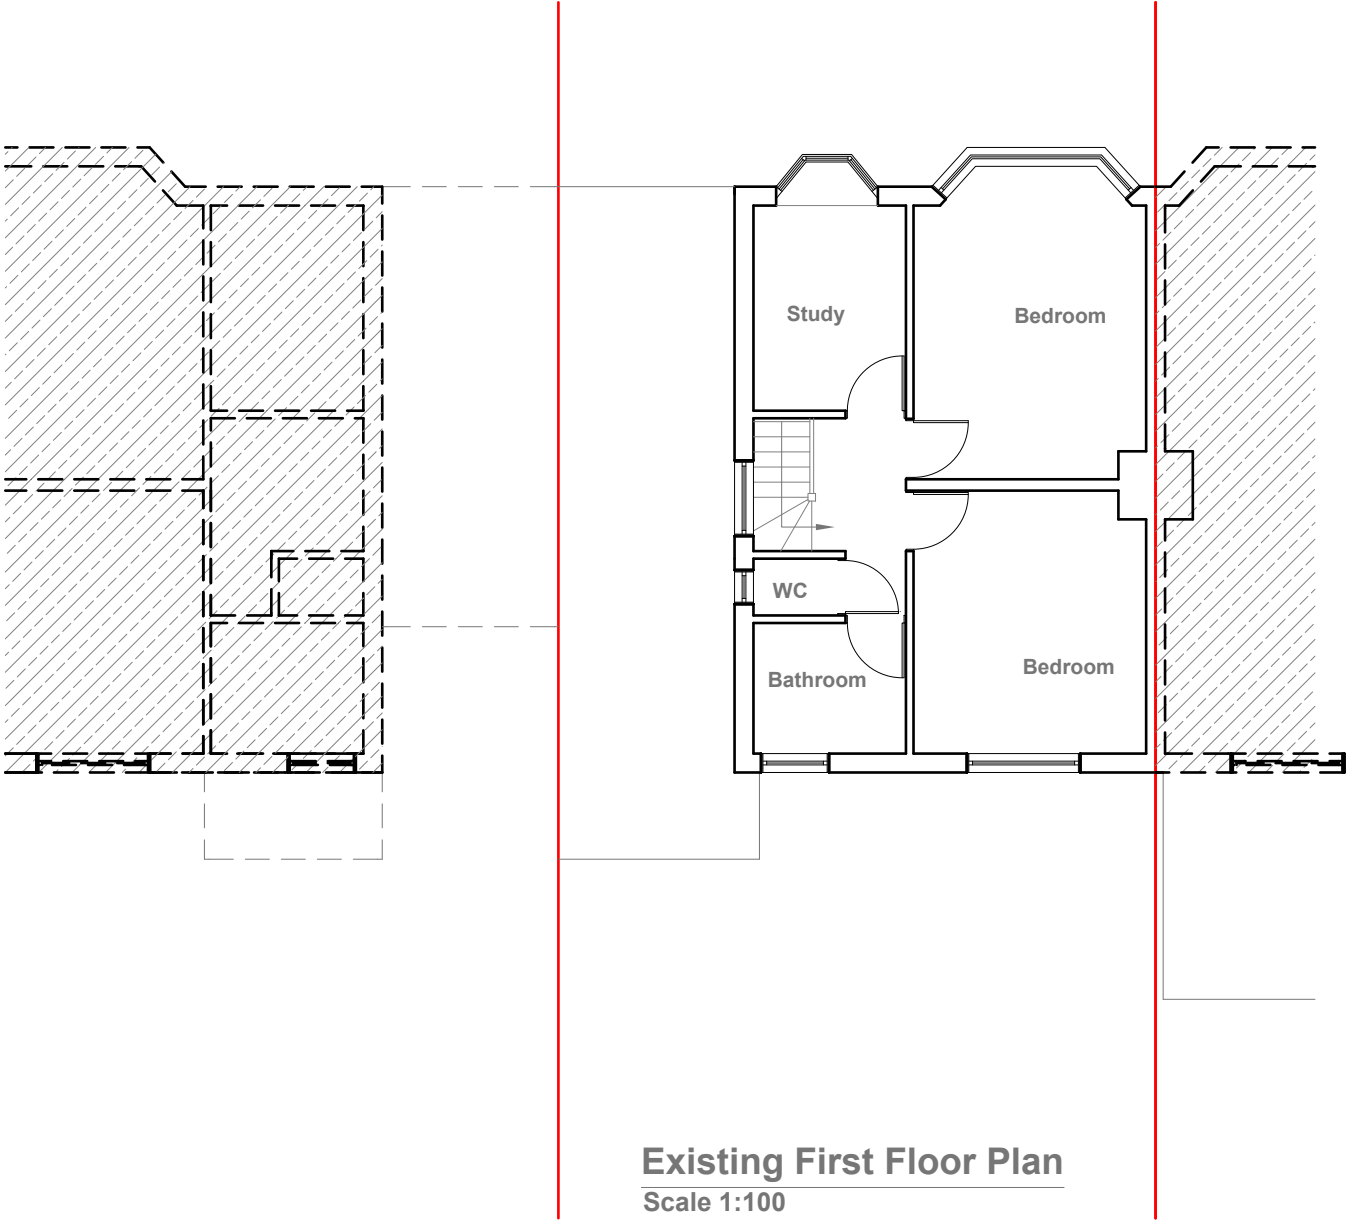 Study
Bedroom
WC
Bathroom
Bedroom
Existing First Floor Plan
Scale 1:100